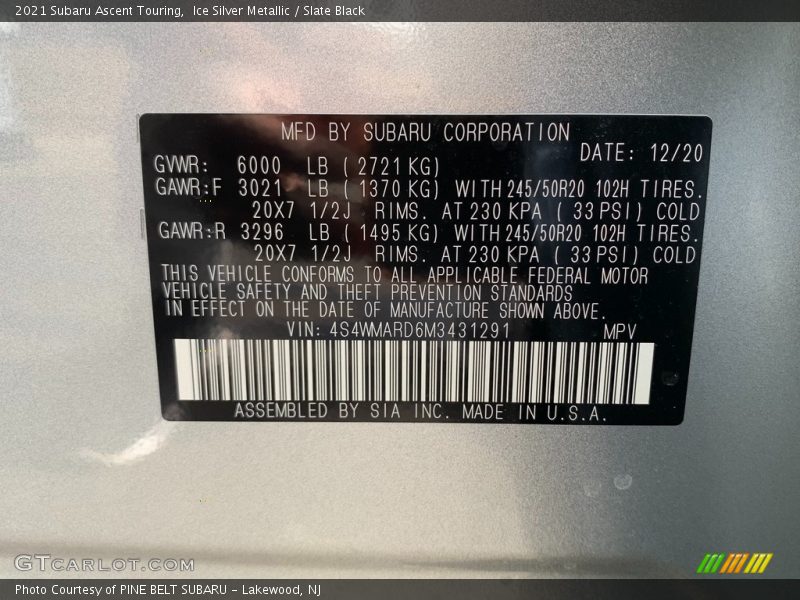 2021 Subaru Ascent Touring,  Ice Silver Metallic / Slate Black
MFD BY SUBARU CORPORATION
DATE: 12/20
GVWR: 6000 LB (2721 KG)
GAWR:F 3021 LB (1370 KG) WITH 245/50R20 102H TIRES.
20X7 1/2J RIMS. AT 230 KPA (33 PSI) COLD
GAWR:R 3296 LB (1495 KG) WITH 245/50R20 102H TIRES.
20X7 1/2J RIMS. AT 230 KPA (33 PSI) COLD
THIS VEHICLE CONFORMS TO ALL APPLICABLE FEDERAL MOTOR
VEHICLE SAFETY AND THEFT PREVENTION STANDARDS
IN EFFECT ON THE DATE OF MANUFACTURE SHOWN ABOVE.
VIN: 4S4WMARD6M3431291 MPV
ASSEMBLED BY SIA INC. MADE IN U.S.A.
GTCARLOT.COM
Photo Courtesy of PINE BELT SUBARU - Lakewood, NJ